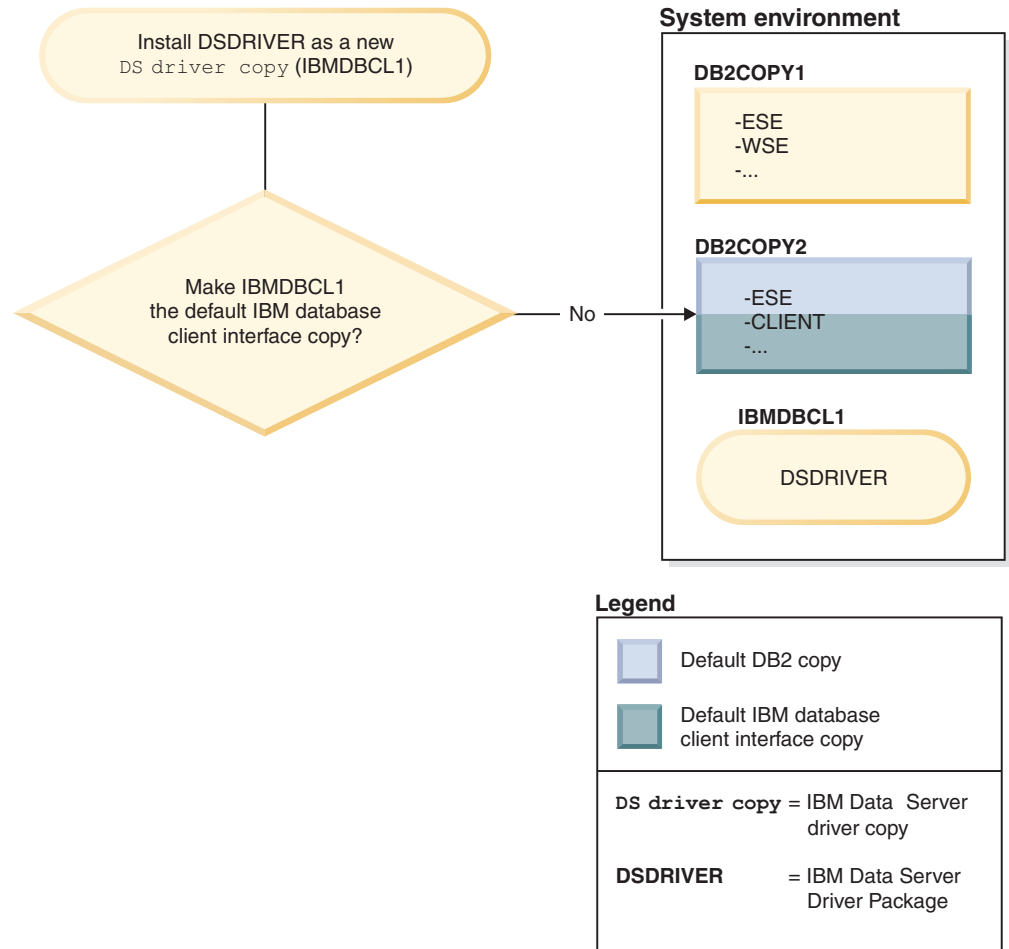 Install DSDRIVER as a new
DS driver copy (IBMDBCL1)
Make IBMDBCL1
the default IBM database
client interface copy?
No
System environment
DB2COPY1
-ESE
-WSE
-...
DB2COPY2
-ESE
-CLIENT
-...
IBMDBCL1
DSDRIVER
Legend
Default DB2 copy
Default IBM database
client interface copy
DS driver copy = IBM Data Server
driver copy
DSDRIVER = IBM Data Server
Driver Package